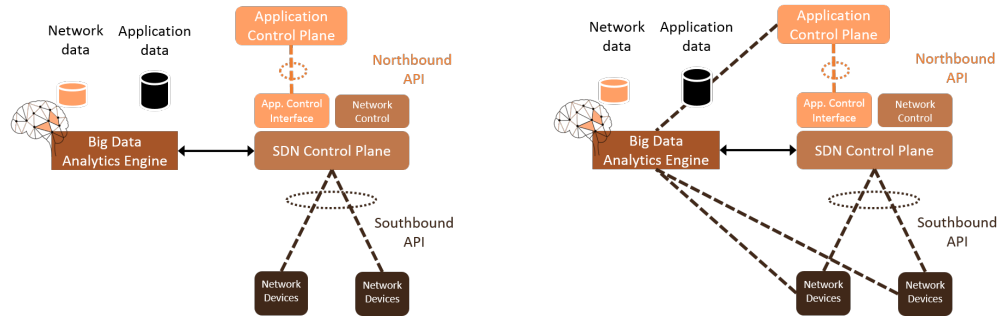 Network
data
Application
data
Application
Control Plane
Northbound
API
App. Control
Interface
Network
Control
Big Data
Analytics Engine
SDN Control Plane
Southbound
API
Network
Devices
Network
Devices
Network
data
Application
data
Application
Control Plane
Northbound
API
App. Control
Interface
Network
Control
Big Data
Analytics Engine
SDN Control Plane
Southbound
API
Network
Devices
Network
Devices